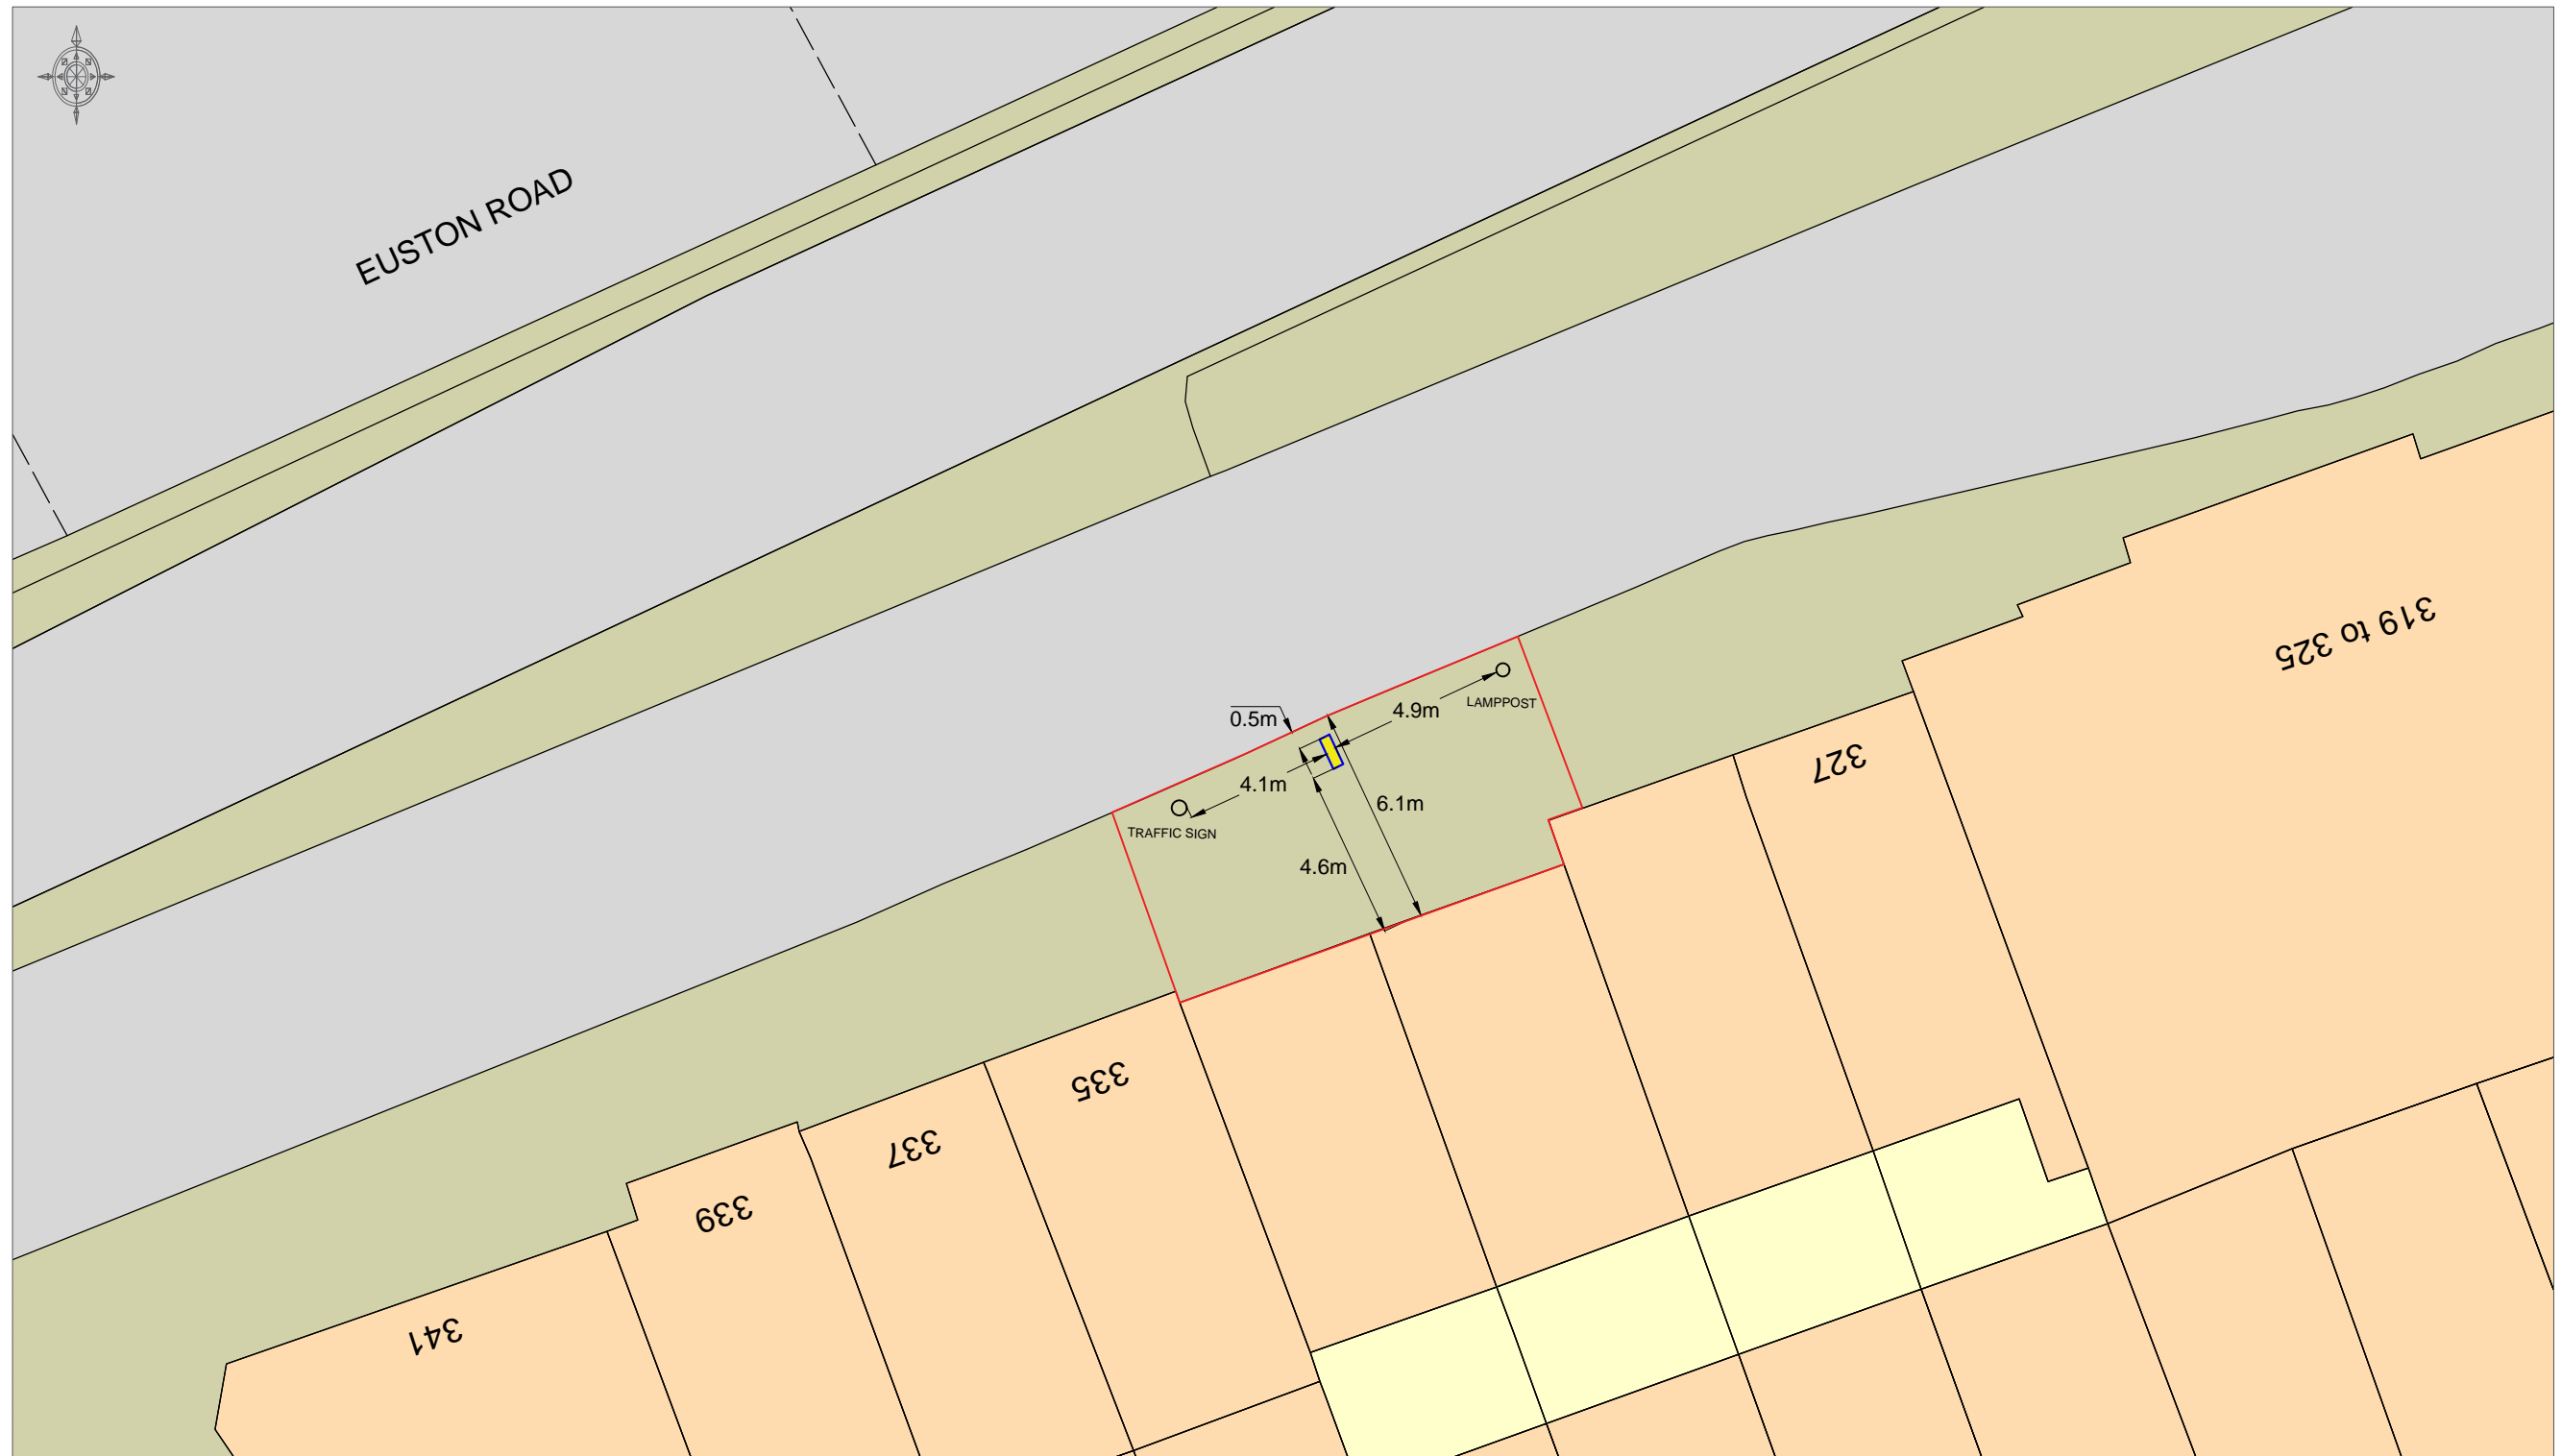 EUSTON ROAD
319 to 325
LAMPPOST
4.9m
0.5m
327
4.1m
6.1m
TRAFFIC SIGN
4.6m
335
337
339
341